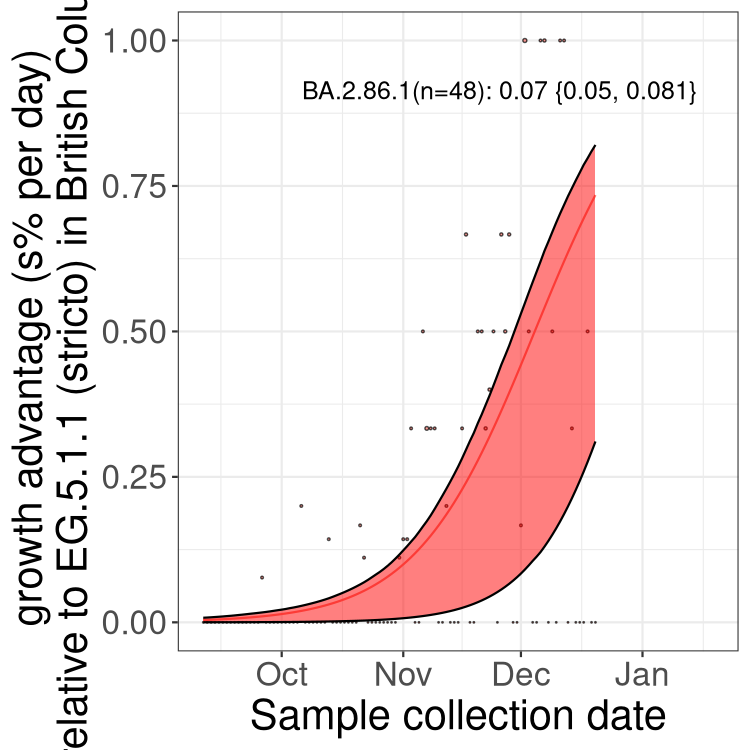 growth advantage (s% per day)
relative to EG.5.1.1 (stricto) in British
1.00
0.75
0.50
0.25
0.00
BA.2.86.1(n=48): 0.07 {0.05, 0.081}
Oct Nov Dec Jan
Sample collection date